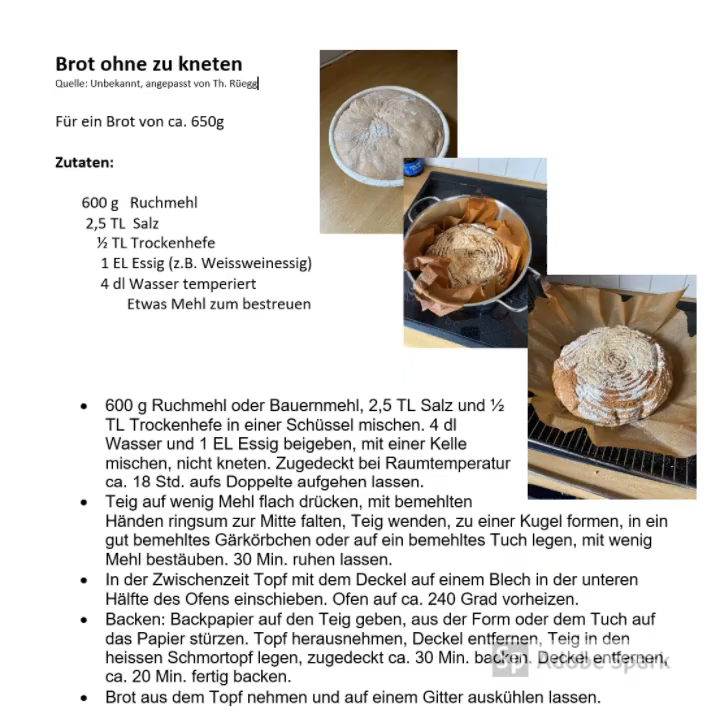 Brot ohne zu kneten
Quelle: Unbekannt, angepasst von Th. Rüegg
Für ein Brot von ca. 650g
Zutaten:
600 g Ruchmehl
2,5 TL Salz
½ TL Trockenhefe
1 EL Essig (z.B. Weissweinessig)
4 dl Wasser temperiert
Etwas Mehl zum bestreuen
• 600 g Ruchmehl oder Bauernmehl, 2,5 TL Salz und ½
TL Trockenhefe in einer Schüssel mischen. 4 dl
Wasser und 1 EL Essig beigeben, mit einer Kelle
mischen, nicht kneten. Zugedeckt bei Raumtemperatur
ca. 18 Std. aufs Doppelte aufgehen lassen.
• Teig auf wenig Mehl flach drücken, mit bemehlten
Händen ringsum zur Mitte falten, Teig wenden, zu einer Kugel formen, in ein
gut bemehltes Gärkörbchen oder auf ein bemehltes Tuch legen, mit wenig
Mehl bestäuben. 30 Min. ruhen lassen.
• In der Zwischenzeit Topf mit dem Deckel auf einem Blech in der unteren
Hälfte des Ofens einschieben. Ofen auf ca. 240 Grad vorheizen.
• Backen: Backpapier auf den Teig geben, aus der Form oder dem Tuch auf
das Papier stürzen. Topf herausnehmen, Deckel entfernen, Teig in den
heissen Schmortopf legen, zugedeckt ca. 30 Min. backen. Deckel entfernen,
ca. 20 Min. fertig backen.
Sp Adobe Spark
• Brot aus dem Topf nehmen und auf einem Gitter auskühlen lassen.